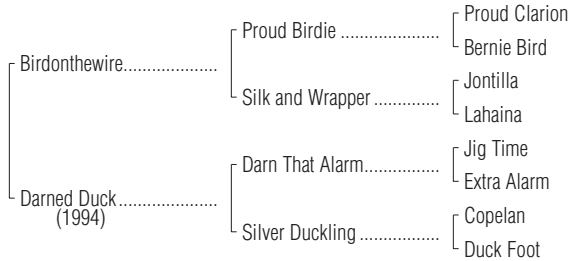 Proud Clarion
Proud Birdie ......................
Bernie Bird
Birdonthewire.....................
Jontilla
Silk and Wrapper ...............
Lahaina
Jig Time
Darn That Alarm.................
Extra Alarm
Darned Duck......................
(1994)
Copelan
Silver Duckling ..................
Duck Foot